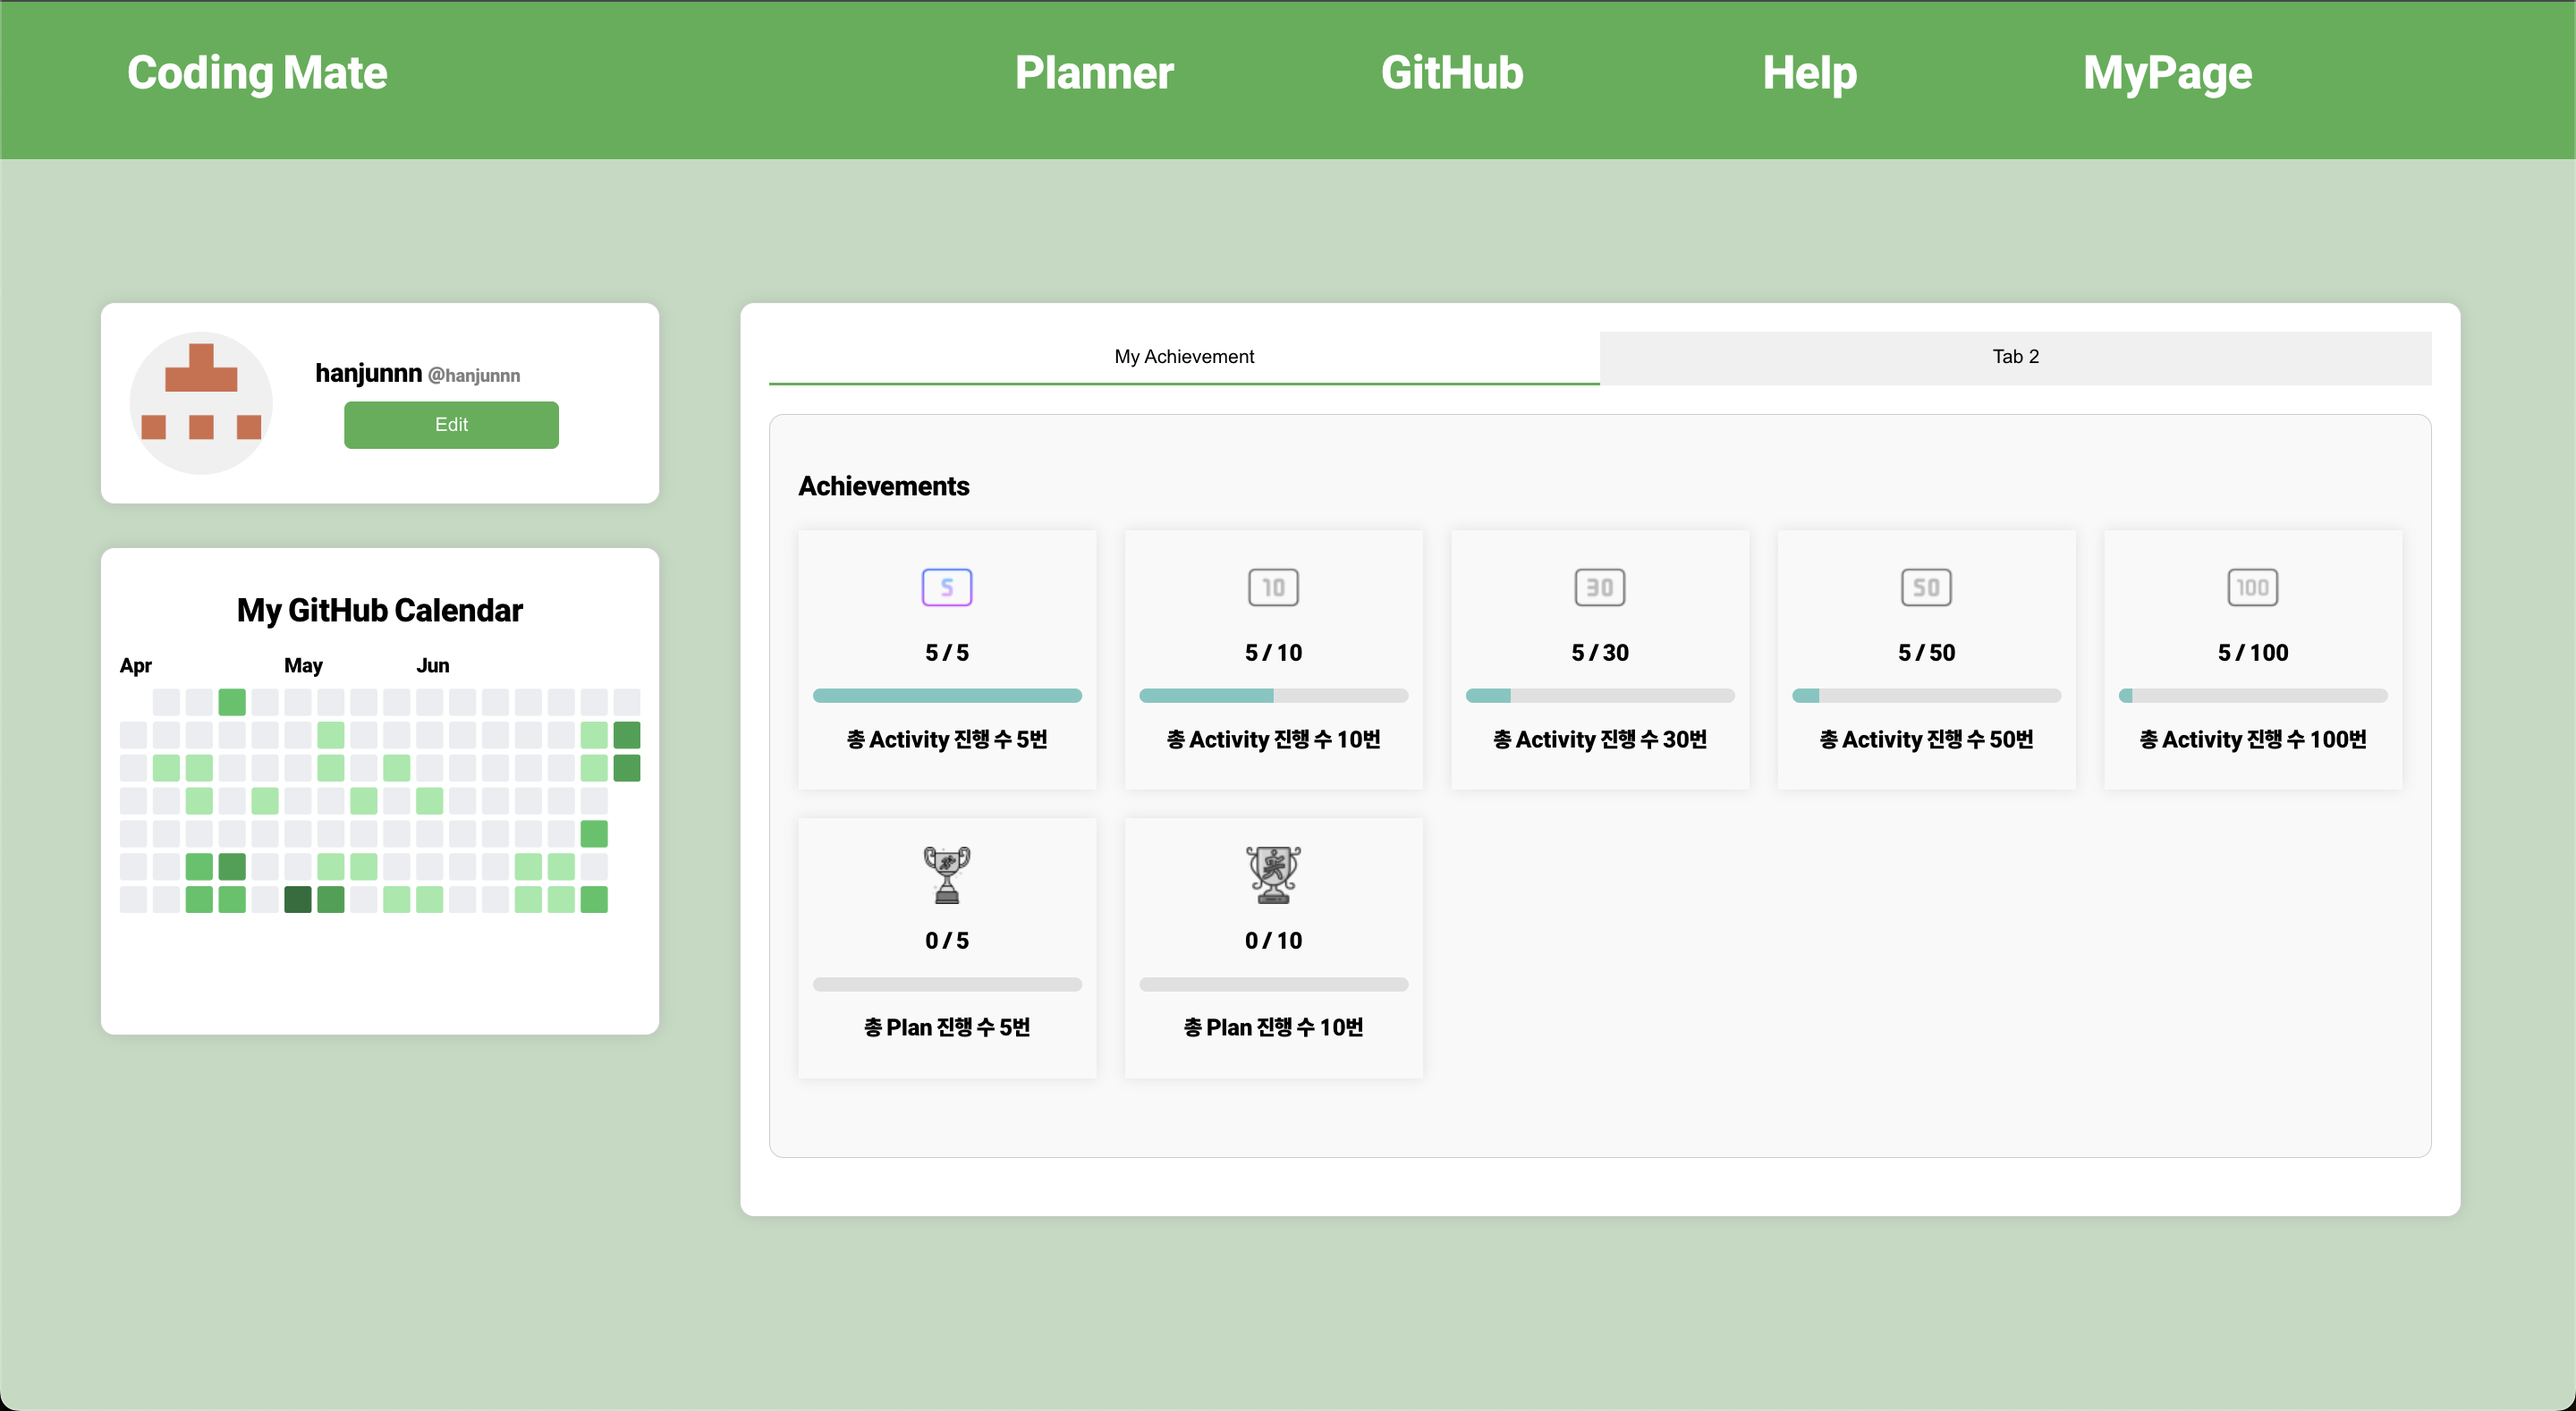 Coding Mate
Planner
GitHub
Help
MyPage
hanjunnn @hanjunnn
Edit
My GitHub Calendar
Apr May Jun
My Achievement
Tab 2
Achievements
5
5 / 5
총 Activity 진행 수 5번
10
5 / 10
총 Activity 진행 수 10번
30
5 / 30
총 Activity 진행 수 30번
50
5 / 50
총 Activity 진행 수 50번
100
5 / 100
총 Activity 진행 수 100번
0 / 5
총 Plan 진행 수 5번
0 / 10
총 Plan 진행 수 10번